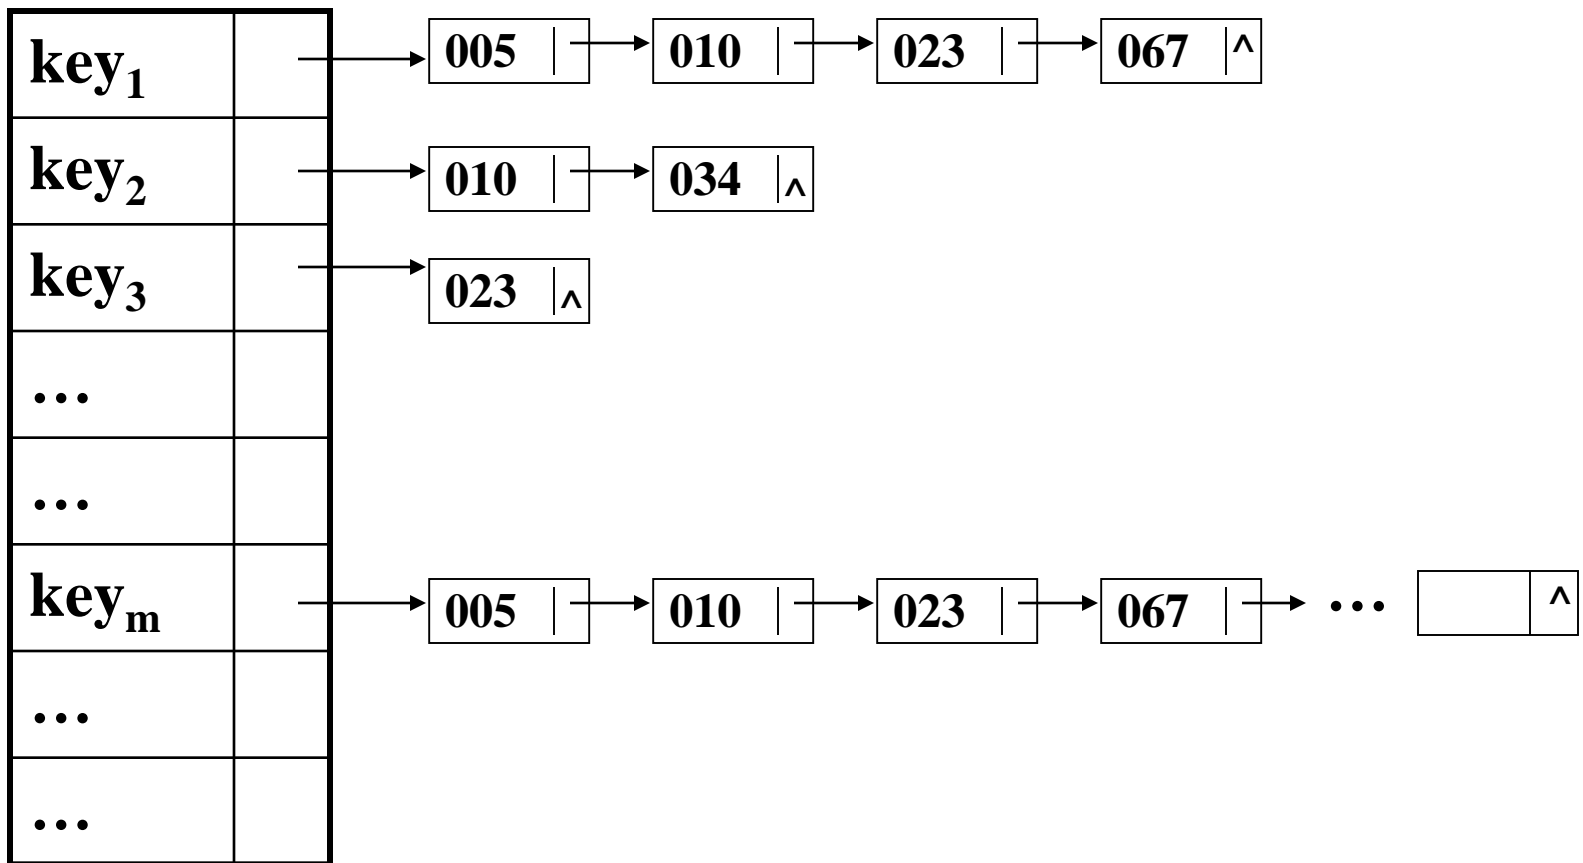 key₁ 005 010 023 067 ^
key₂ 010 034 ^
key₃ 023 ^
…
…
keyₘ 005 010 023 067 … ^
…
…